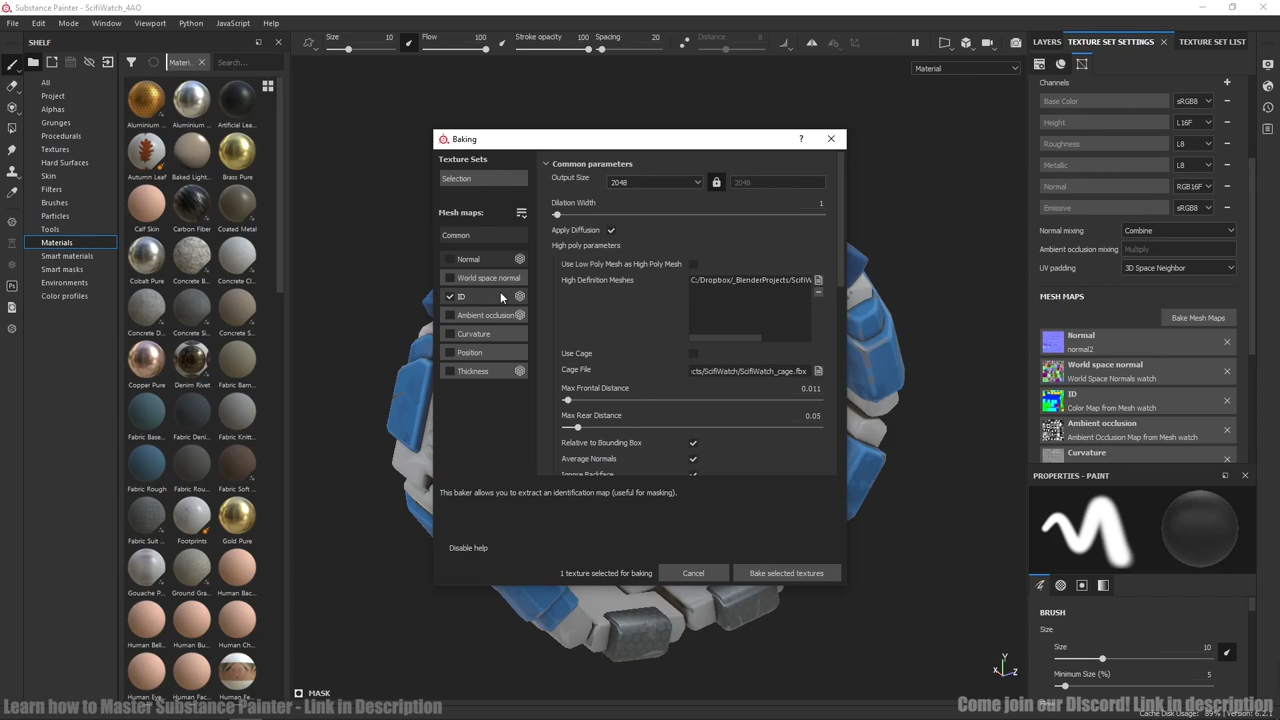 Substance Painter - ScifiWatch_4AO
File Edit Mode Window Viewport Python JavaScript Help
SHELF
Size 10 Flow 100 Stroke opacity 100 Spacing 20 Distance 8
LAYERS TEXTURE SET SETTINGS TEXTURE SET LIST
Materi... Search...
Material
All
Project
Alphas
Grunges
Procedurals
Textures
Hard Surfaces
Skin
Filters
Brushes
Particles
Tools
Materials
Smart materials
Smart masks
Environments
Color profiles
Aluminium ... Aluminium ... Artificial Lea...
Autumn Leaf Baked Light... Brass Pure
Calf Skin Carbon Fiber Coated Metal
Cobalt Pure Concrete B... Concrete C...
Concrete D... Concrete Si... Concrete S...
Copper Pure Denim Rivet Fabric Bam...
Fabric Base... Fabric Deni... Fabric Knitt...
Fabric Rough Fabric Rou... Fabric Soft ...
Fabric Suit ... Footprints Gold Pure
Gouache P... Ground Gra... Human Bac...
Human Bell... Human Bu... Human Ch...
Human Eye... Human Fac... Human Fe...
Baking
?
Texture Sets
Selection
Mesh maps:
Common
Normal
World space normal
ID
Ambient occlusion
Curvature
Position
Thickness
Common parameters
Output Size 2048 2048
Dilation Width 1
Apply Diffusion
High poly parameters
Use Low Poly Mesh as High Poly Mesh
High Definition Meshes C:/Dropbox/_BlenderProjects/ScifiW
Use Cage
Cage File :cts/ScifiWatch/ScifiWatch_cage.fbx
Max Frontal Distance 0.011
Max Rear Distance 0.05
Relative to Bounding Box
Average Normals
Ignore Backface
This baker allows you to extract an identification map (useful for masking).
Disable help
1 texture selected for baking Cancel Bake selected textures
Channels
Base Color sRGB8
Height L16F
Roughness L8
Metallic L8
Normal RGB16F
Emissive sRGB8
Normal mixing Combine
Ambient occlusion mixing Multiply
UV padding 3D Space Neighbor
MESH MAPS
Bake Mesh Maps
Normal
normal2
World space normal
World Space Normals watch
ID
Color Map from Mesh watch
Ambient occlusion
Ambient Occlusion Map from Mesh watch
Curvature
PROPERTIES - PAINT
BRUSH
Size
Size 10
Minimum Size (%) 5
Y
X Z
MASK
Learn how to Master Substance Painter - Link in Description
Come join our Discord! Link in description
Cache Disk Usage: 89% | Version: 6.2.1